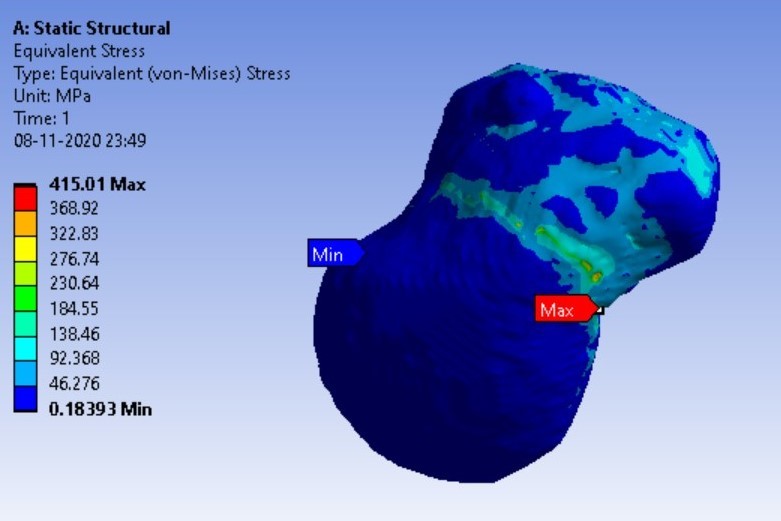 A: Static Structural
Equivalent Stress
Type: Equivalent (von-Mises) Stress
Unit: MPa
Time: 1
08-11-2020 23:49
415.01 Max
368.92
322.83
276.74
230.64
184.55
138.46
92.368
46.276
0.18393 Min
Min
Max